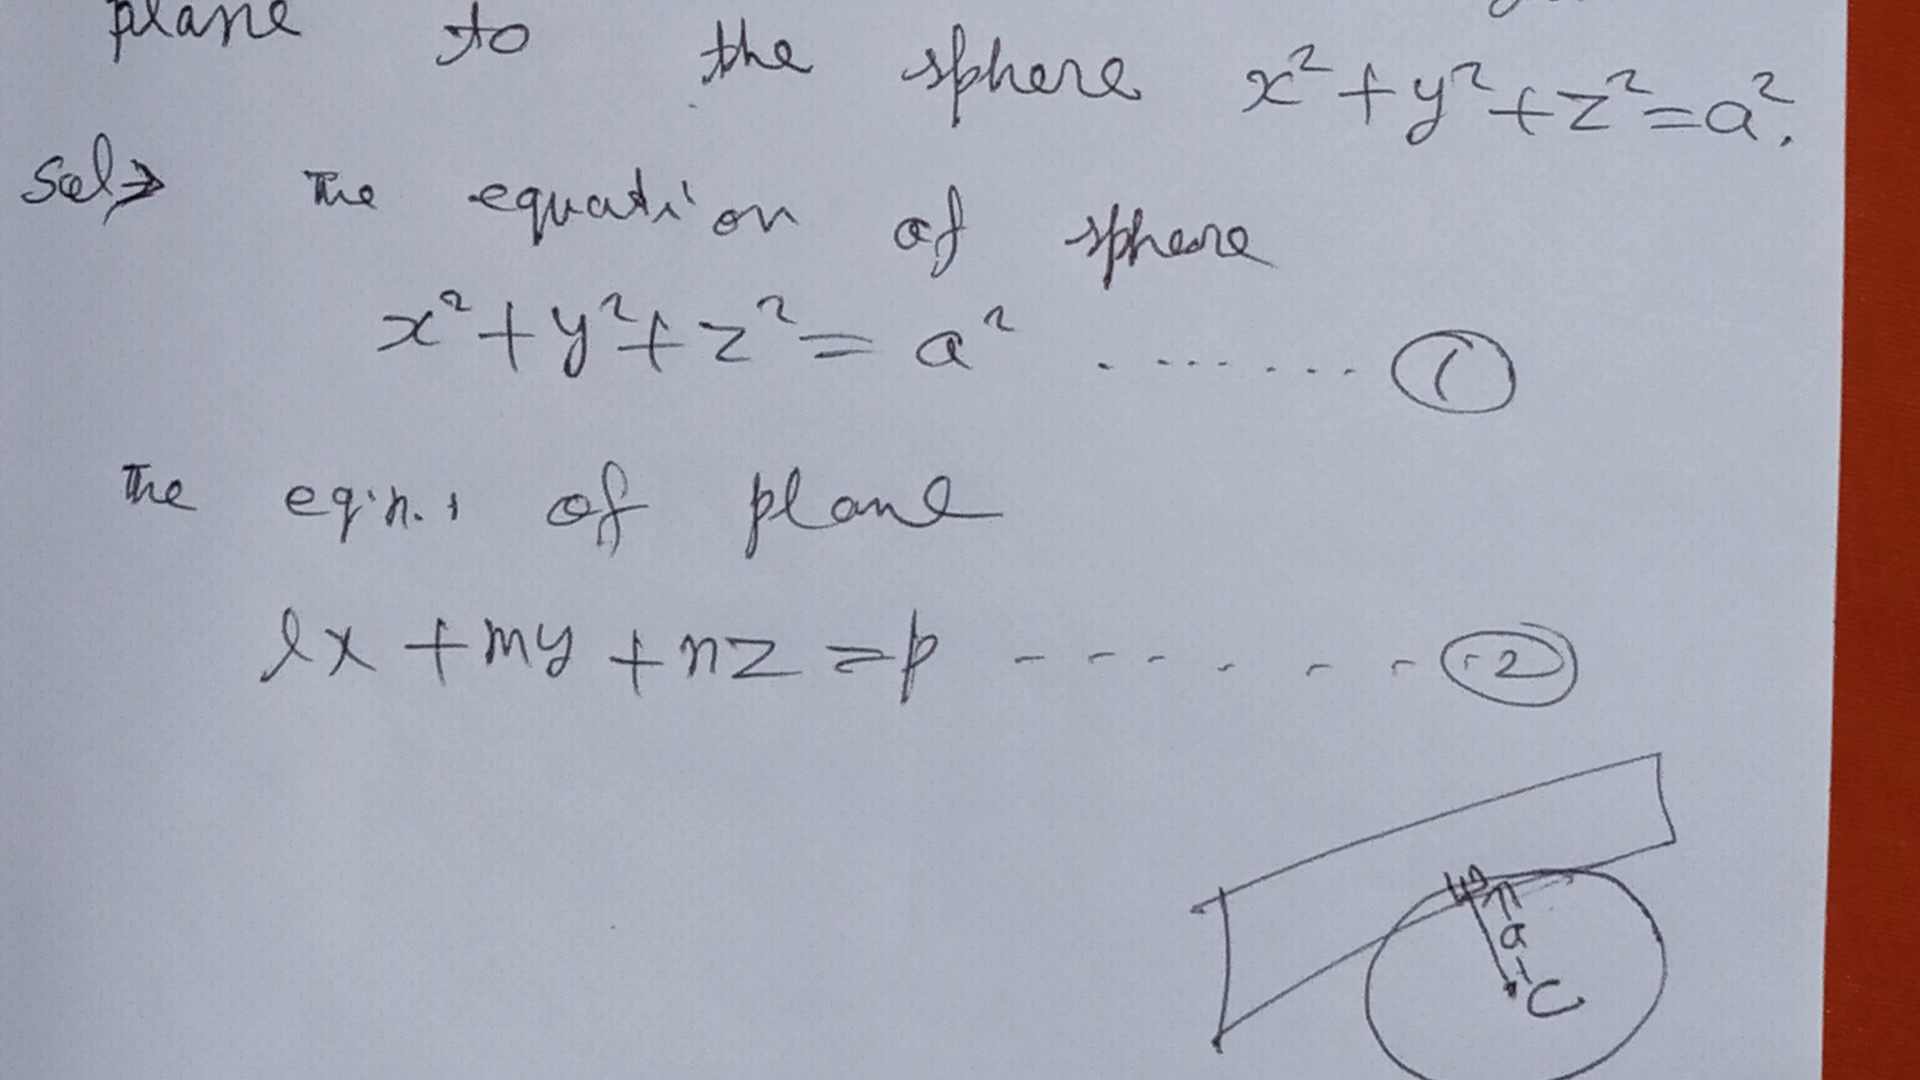 plane to the sphere x²+y²+z²=a².
Sol⇒ The equation of sphere
x²+y²+z²= a² ......... ①
The eqn. of plane
lx +my +nz =p - - - - - - - ②
a
C